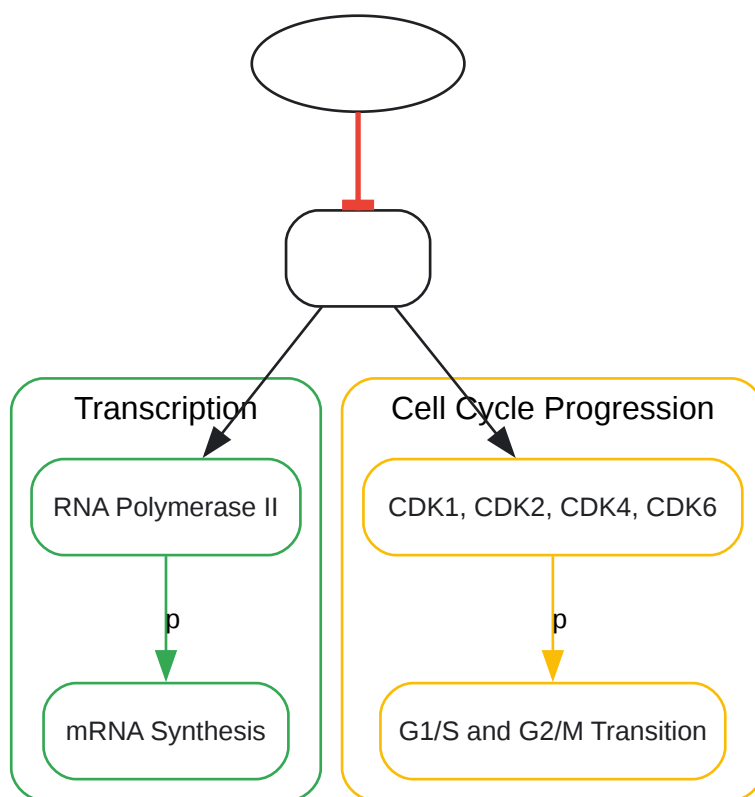 Transcription
RNA Polymerase II
p
mRNA Synthesis
Cell Cycle Progression
CDK1, CDK2, CDK4, CDK6
p
G1/S and G2/M Transition